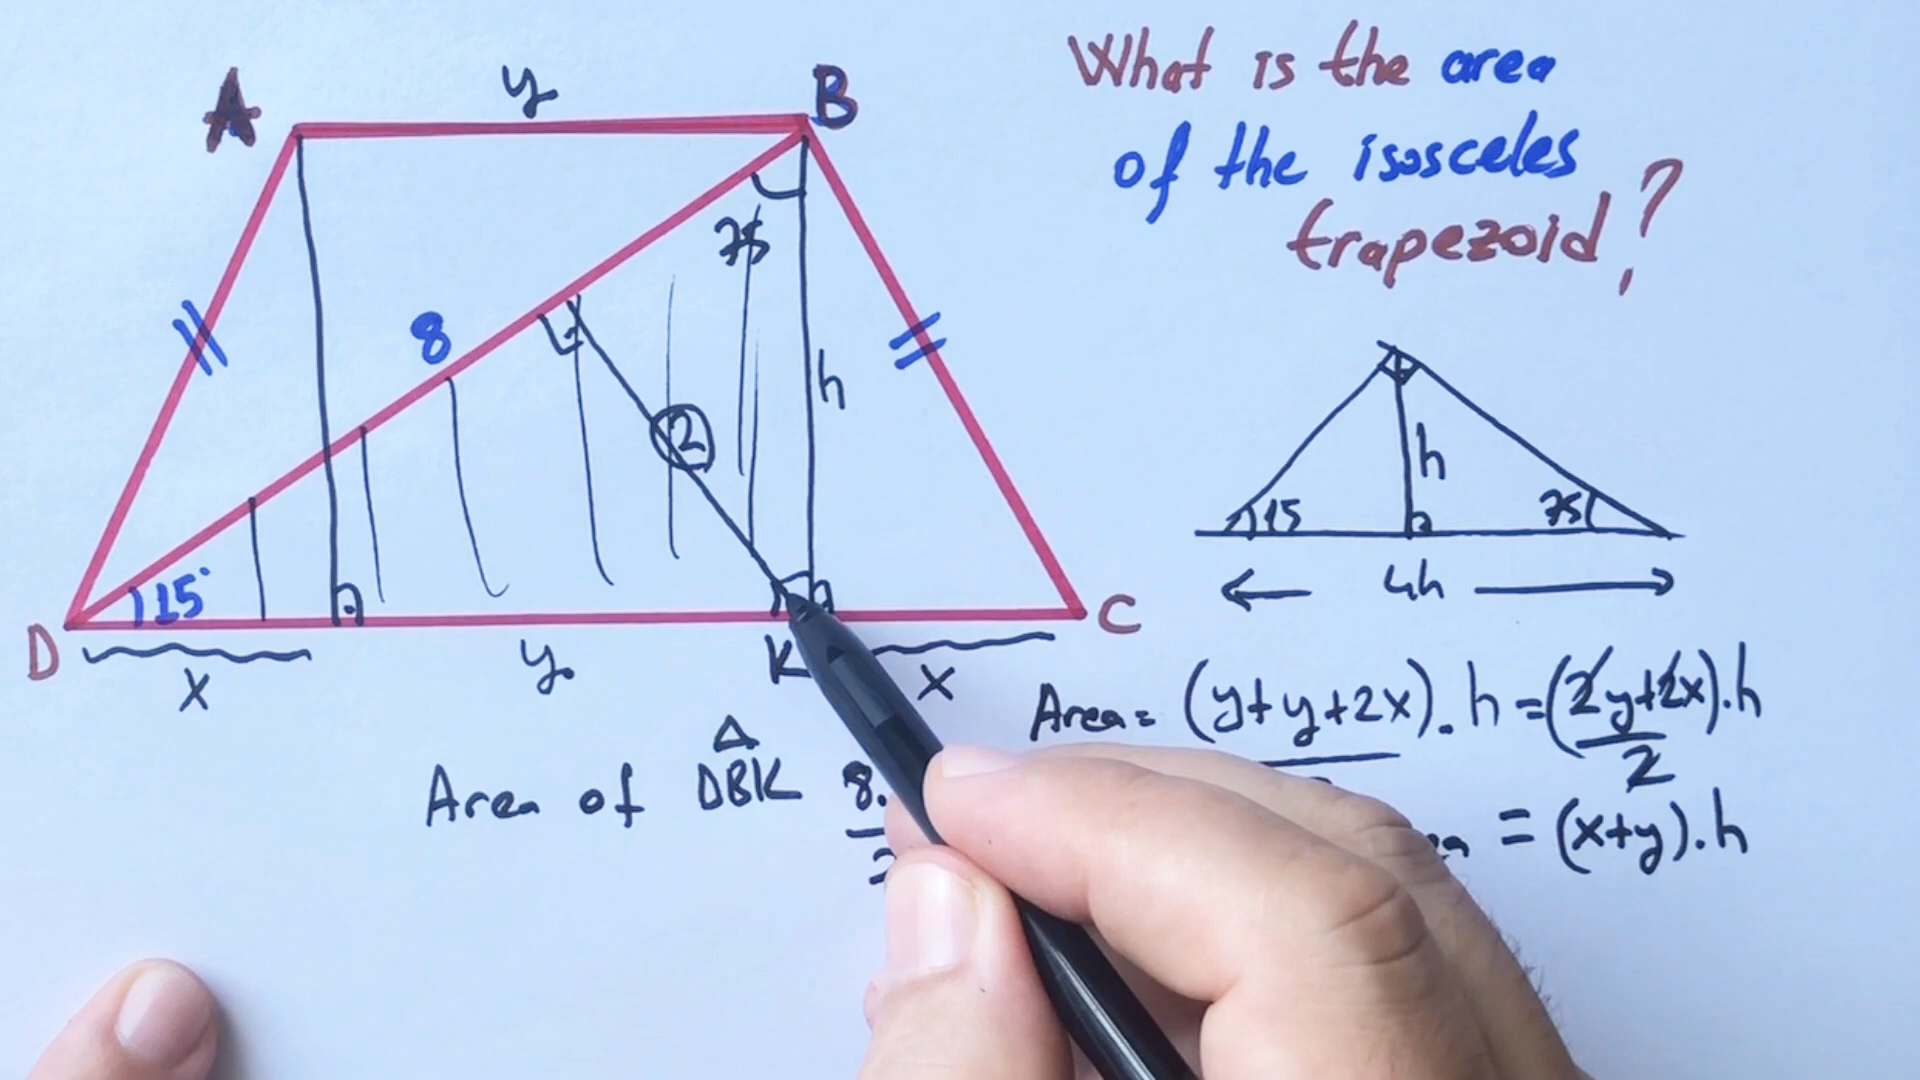 What is the area
of the isosceles
trapezoid?
A
y
B
75
8
h
2
15°
D
C
x
y
K
x
h
15
75
4h
Area = (y+y+2x).h = (2y+2x).h
2
= (x+y).h
Area of DBK 8.